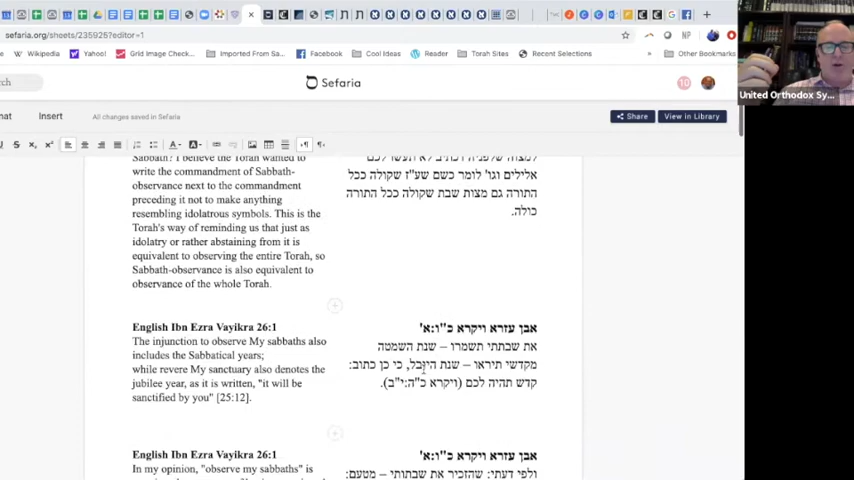 sefaria.org/sheets/235926?editor=1
Wikipedia
Yahoo!
Grid Image Check...
Imported From Sa...
Facebook
Cool Ideas
Reader
Torah Sites
Recent Selections
»
Other Bookmarks
rch
Sefaria
10
United Orthodox Sy...
mat
Insert
All changes saved in Sefaria
Share
View in Library
Sabbath? I believe the Torah wanted to
write the commandment of Sabbath-
observance next to the commandment
preceding it not to make anything
resembling idolatrous symbols. This is the
Torah's way of reminding us that just as
idolatry or rather abstaining from it is
equivalent to observing the entire Torah, so
Sabbath-observance is also equivalent to
observance of the whole Torah.
למצוה שלפניה דכתיב לא תעשו לכם
אלילים וגו' לומר כשם שע"ז שקולה ככל
התורה גם מצות שבת שקולה ככל התורה
כולה.
English Ibn Ezra Vayikra 26:1
The injunction to observe My sabbaths also
includes the Sabbatical years;
while revere My sanctuary also denotes the
jubilee year, as it is written, "it will be
sanctified by you" [25:12].
אבן עזרא ויקרא כ"ו:א'
את שבתתי תשמרו – שנת השמטה
מקדשי תיראו – שנת היובל, כי כן כתוב:
קדש תהיה לכם (ויקרא כ"ה:י"ב).
English Ibn Ezra Vayikra 26:1
In my opinion, "observe my sabbaths" is
אבן עזרא ויקרא כ"ו:א'
ולפי דעתי: שהזכיר את שבתותי – מטעם: